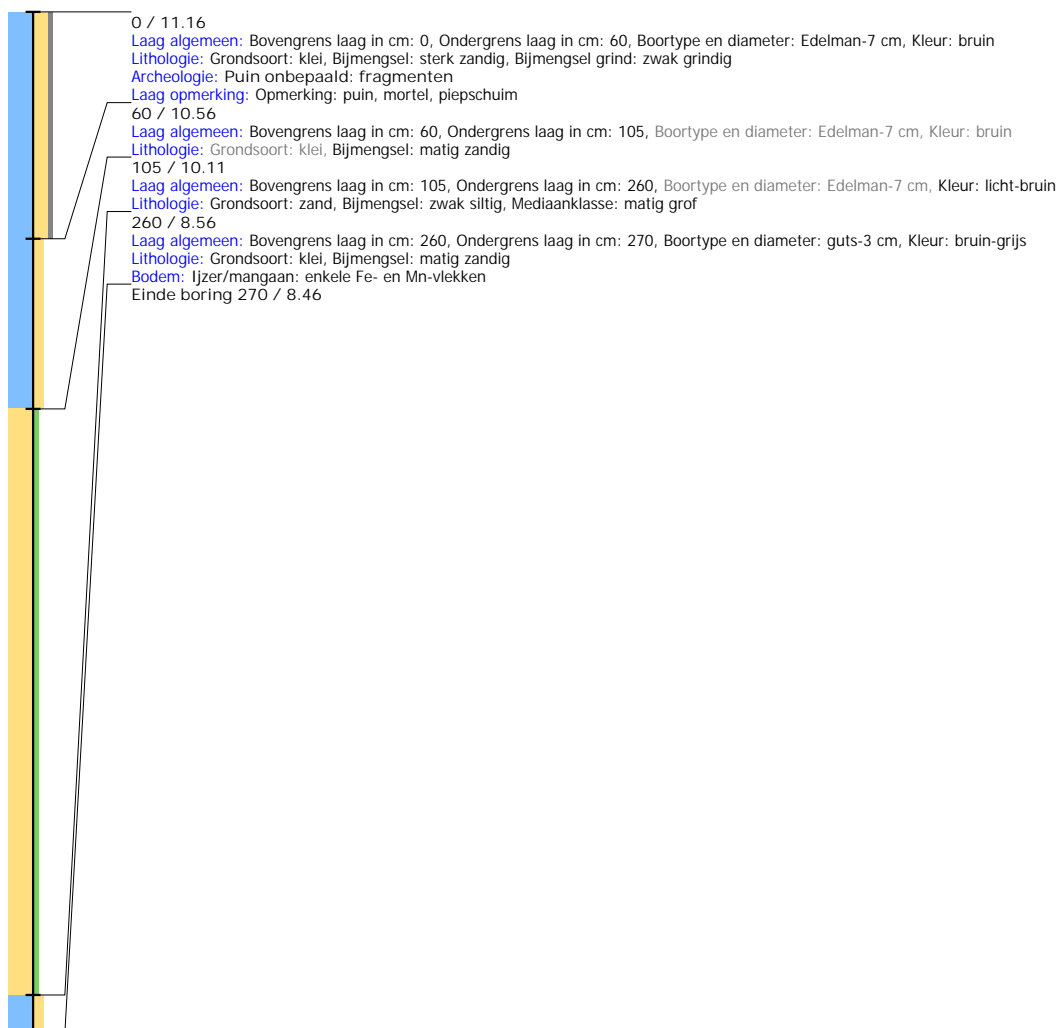 0 / 11.16
Laag algemeen: Bovengrens laag in cm: 0, Ondergrens laag in cm: 60, Boortype en diameter: Edelman-7 cm, Kleur: bruin
Lithologie: Grondsoort: klei, Bijmengsel: sterk zandig, Bijmengsel grind: zwak grindig
Archeologie: Puin onbepaald: fragmenten
Laag opmerking: Opmerking: puin, mortel, piepschuim
60 / 10.56
Laag algemeen: Bovengrens laag in cm: 60, Ondergrens laag in cm: 105, Boortype en diameter: Edelman-7 cm, Kleur: bruin
Lithologie: Grondsoort: klei, Bijmengsel: matig zandig
105 / 10.11
Laag algemeen: Bovengrens laag in cm: 105, Ondergrens laag in cm: 260, Boortype en diameter: Edelman-7 cm, Kleur: licht-bruin
Lithologie: Grondsoort: zand, Bijmengsel: zwak siltig, Mediaanklasse: matig grof
260 / 8.56
Laag algemeen: Bovengrens laag in cm: 260, Ondergrens laag in cm: 270, Boortype en diameter: guts-3 cm, Kleur: bruin-grijs
Lithologie: Grondsoort: klei, Bijmengsel: matig zandig
Bodem: Ijzer/mangaan: enkele Fe- en Mn-vlekken
Einde boring 270 / 8.46